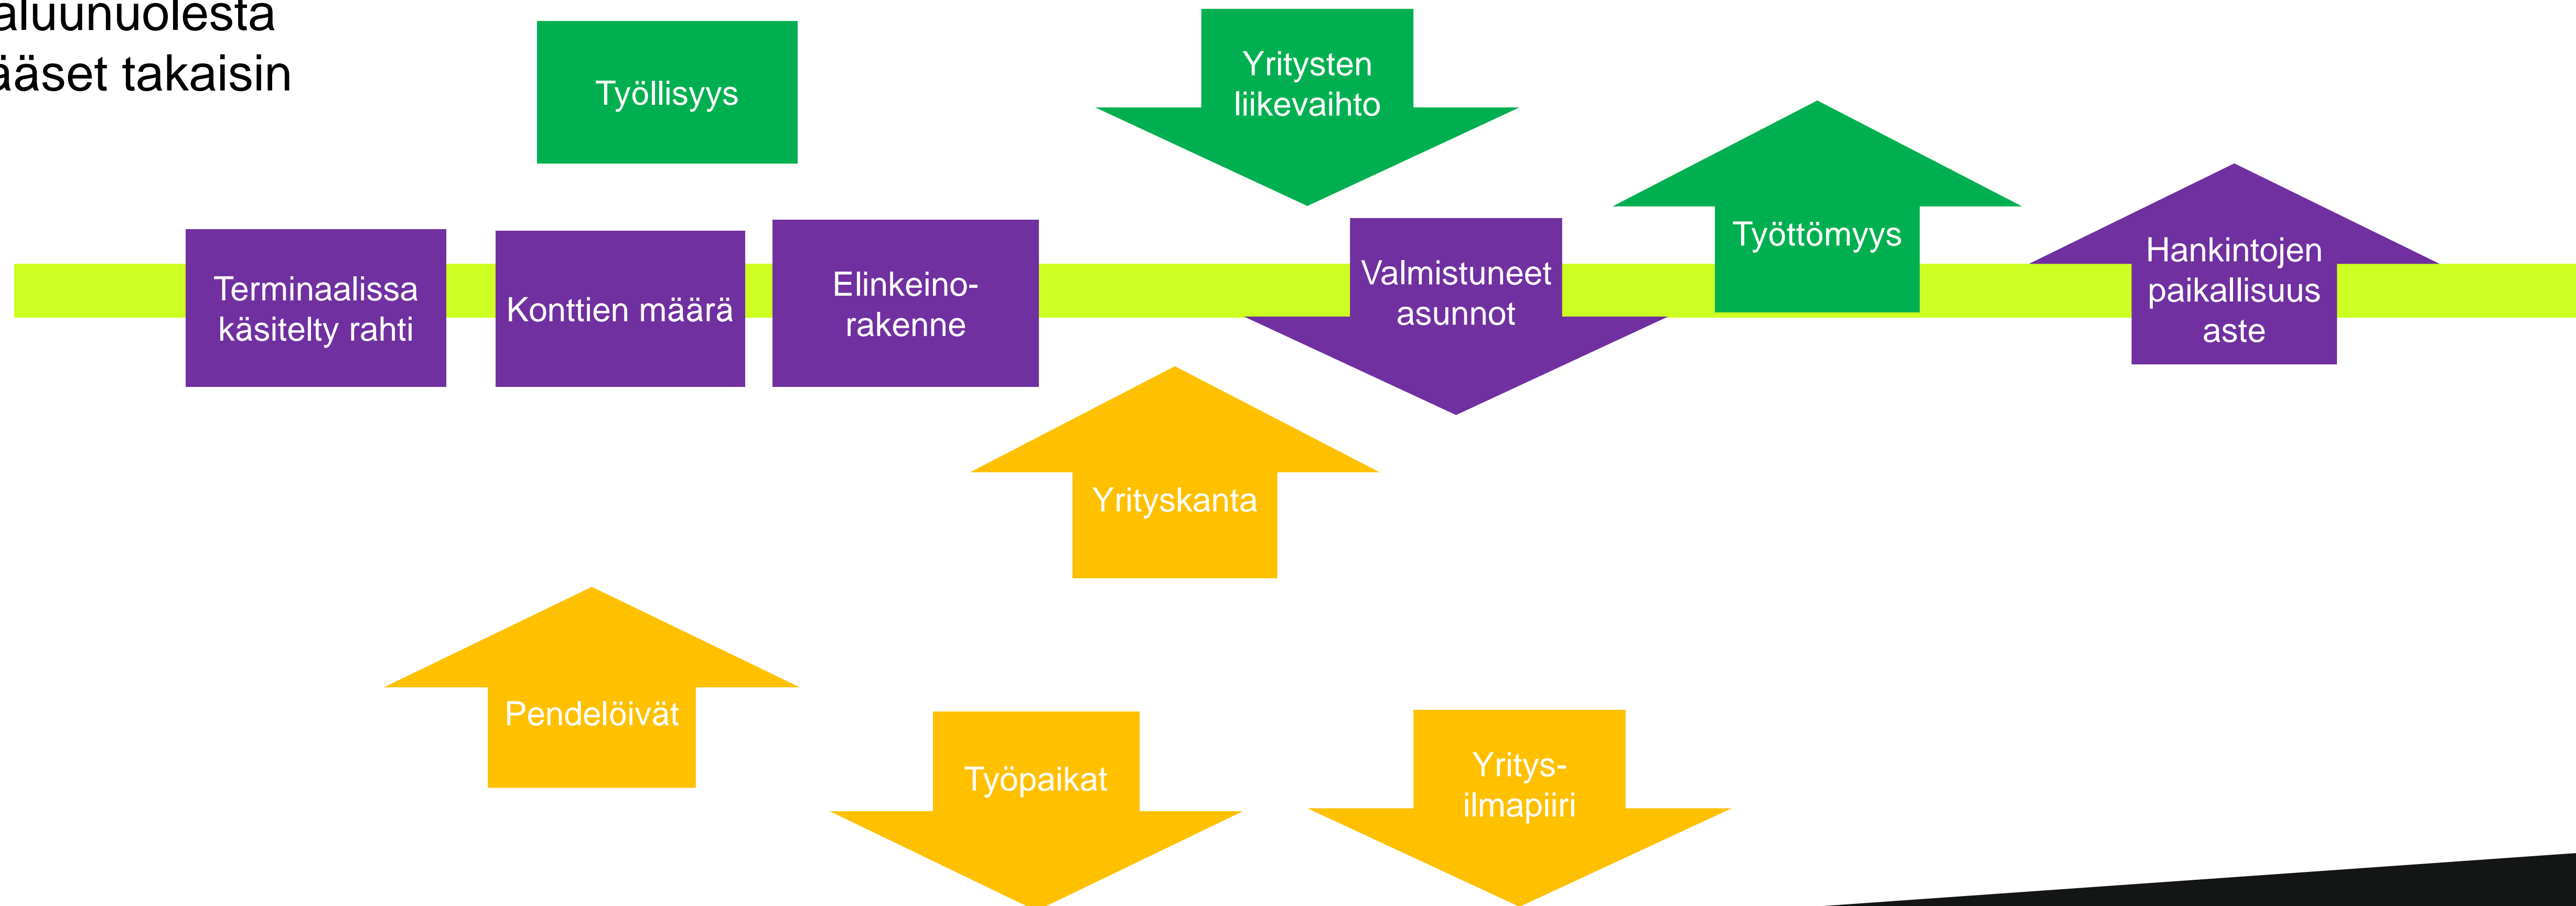 aluunuolesta
ääset takaisin
Työllisyys
Yritysten
liikevaihto
Työttömyys
Hankintojen
paikallisuus
aste
Terminaalissa
käsitelty rahti
Konttien määrä
Elinkeino-
rakenne
Valmistuneet
asunnot
Yrityskanta
Pendelöivät
Työpaikat
Yritys-
ilmapiiri